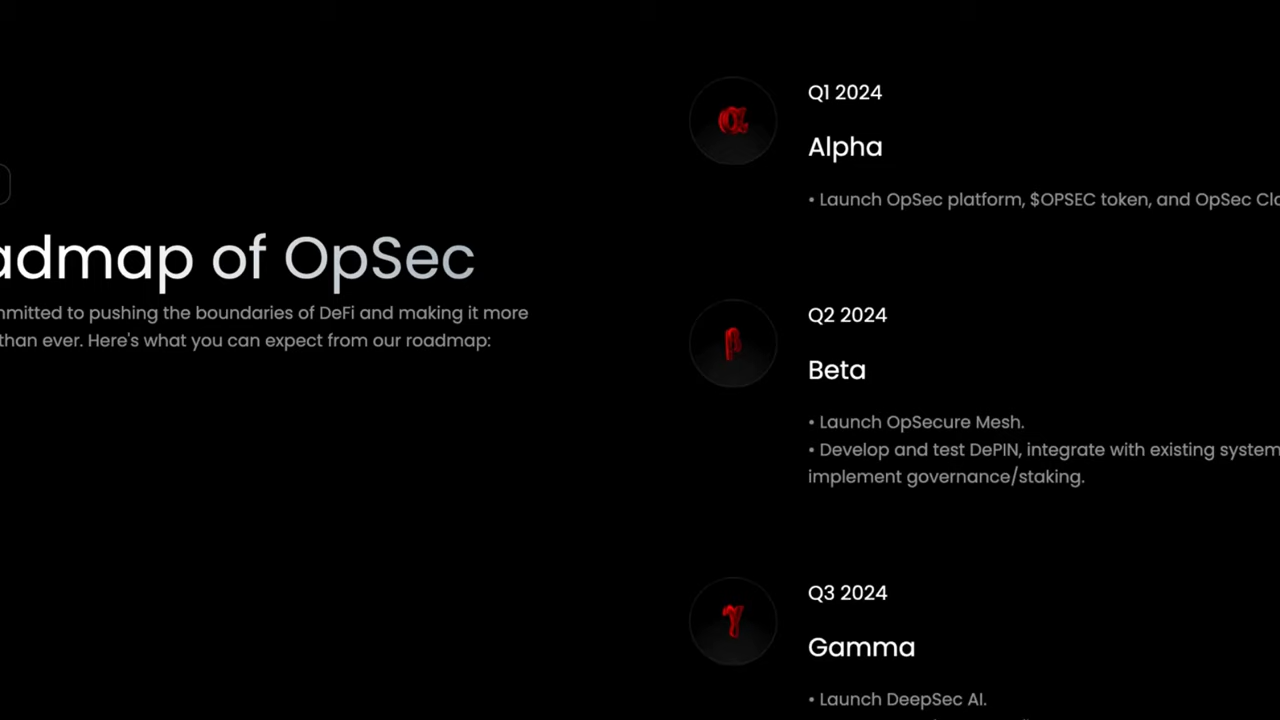 admap of OpSec
mmitted to pushing the boundaries of DeFi and making it more
than ever. Here's what you can expect from our roadmap:
Q1 2024
Alpha
• Launch OpSec platform, $OPSEC token, and OpSec Clo
Q2 2024
Beta
• Launch OpSecure Mesh.
• Develop and test DePIN, integrate with existing system
implement governance/staking.
Q3 2024
Gamma
• Launch DeepSec AI.